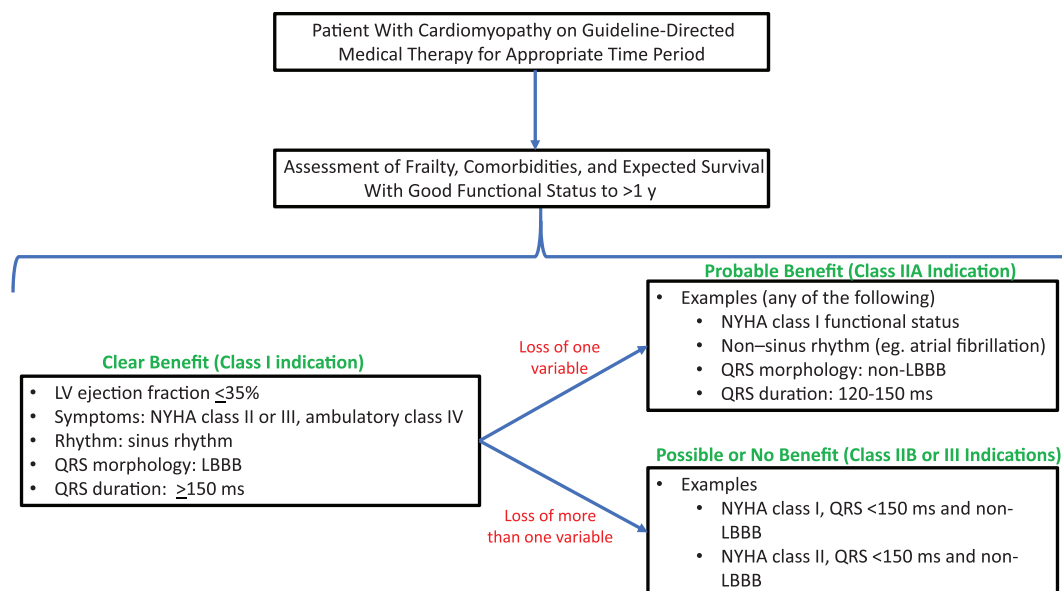 Patient With Cardiomyopathy on Guideline-Directed
Medical Therapy for Appropriate Time Period
Assessment of Frailty, Comorbidities, and Expected Survival
With Good Functional Status to >1 y
Clear Benefit (Class I indication)
• LV ejection fraction ≤35%
• Symptoms: NYHA class II or III, ambulatory class IV
• Rhythm: sinus rhythm
• QRS morphology: LBBB
• QRS duration: ≥150 ms
Loss of one
variable
Loss of more
than one variable
Probable Benefit (Class IIA Indication)
• Examples (any of the following)
• NYHA class I functional status
• Non–sinus rhythm (eg. atrial fibrillation)
• QRS morphology: non-LBBB
• QRS duration: 120-150 ms
Possible or No Benefit (Class IIB or III Indications)
• Examples
• NYHA class I, QRS <150 ms and non-
LBBB
• NYHA class II, QRS <150 ms and non-
LBBB